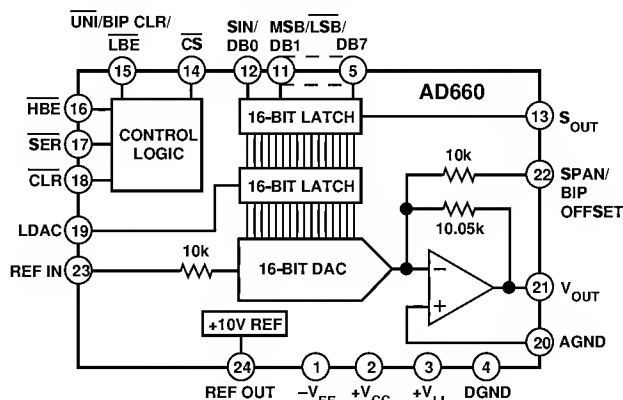 UNI/BIP CLR/
LBE
CS
SIN/
DB0
MSB/LSB/
DB1
DB7
15
14
12
11
5
AD660
HBE
16
SER
17
CLR
18
LDAC
19
REF IN
23
CONTROL
LOGIC
16-BIT LATCH
16-BIT LATCH
16-BIT DAC
10k
10k
10.05k
13
SOUT
22
SPAN/
BIP
OFFSET
21
VOUT
20
AGND
−
+
+10V REF
24
REF OUT
1
–VEE
2
+VCC
3
+VLL
4
DGND